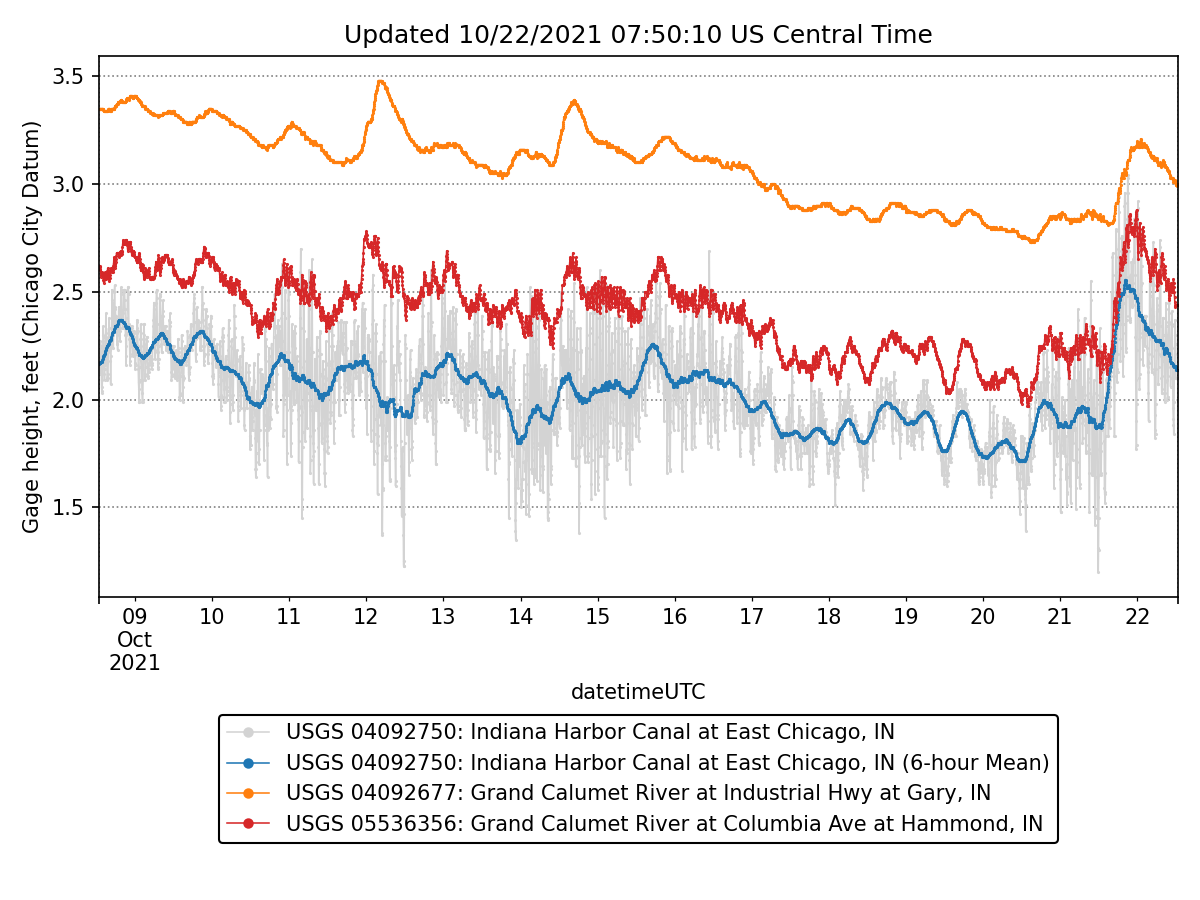 Updated 10/22/2021 07:50:10 US Central Time
Gage height, feet (Chicago City Datum)
3.5
3.0
2.5
2.0
1.5
09 10 11 12 13 14 15 16 17 18 19 20 21 22
Oct
2021
datetimeUTC
USGS 04092750: Indiana Harbor Canal at East Chicago, IN
USGS 04092750: Indiana Harbor Canal at East Chicago, IN (6-hour Mean)
USGS 04092677: Grand Calumet River at Industrial Hwy at Gary, IN
USGS 05536356: Grand Calumet River at Columbia Ave at Hammond, IN